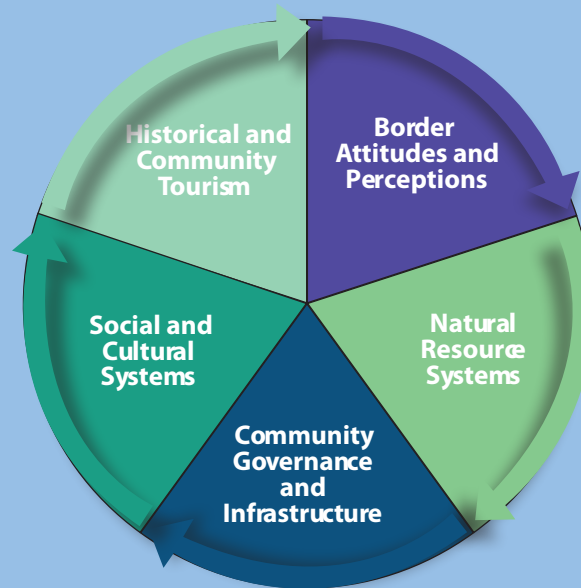 Historical and
Community
Tourism
Border
Attitudes and
Perceptions
Natural
Resource
Systems
Community
Governance
and
Infrastructure
Social and
Cultural
Systems